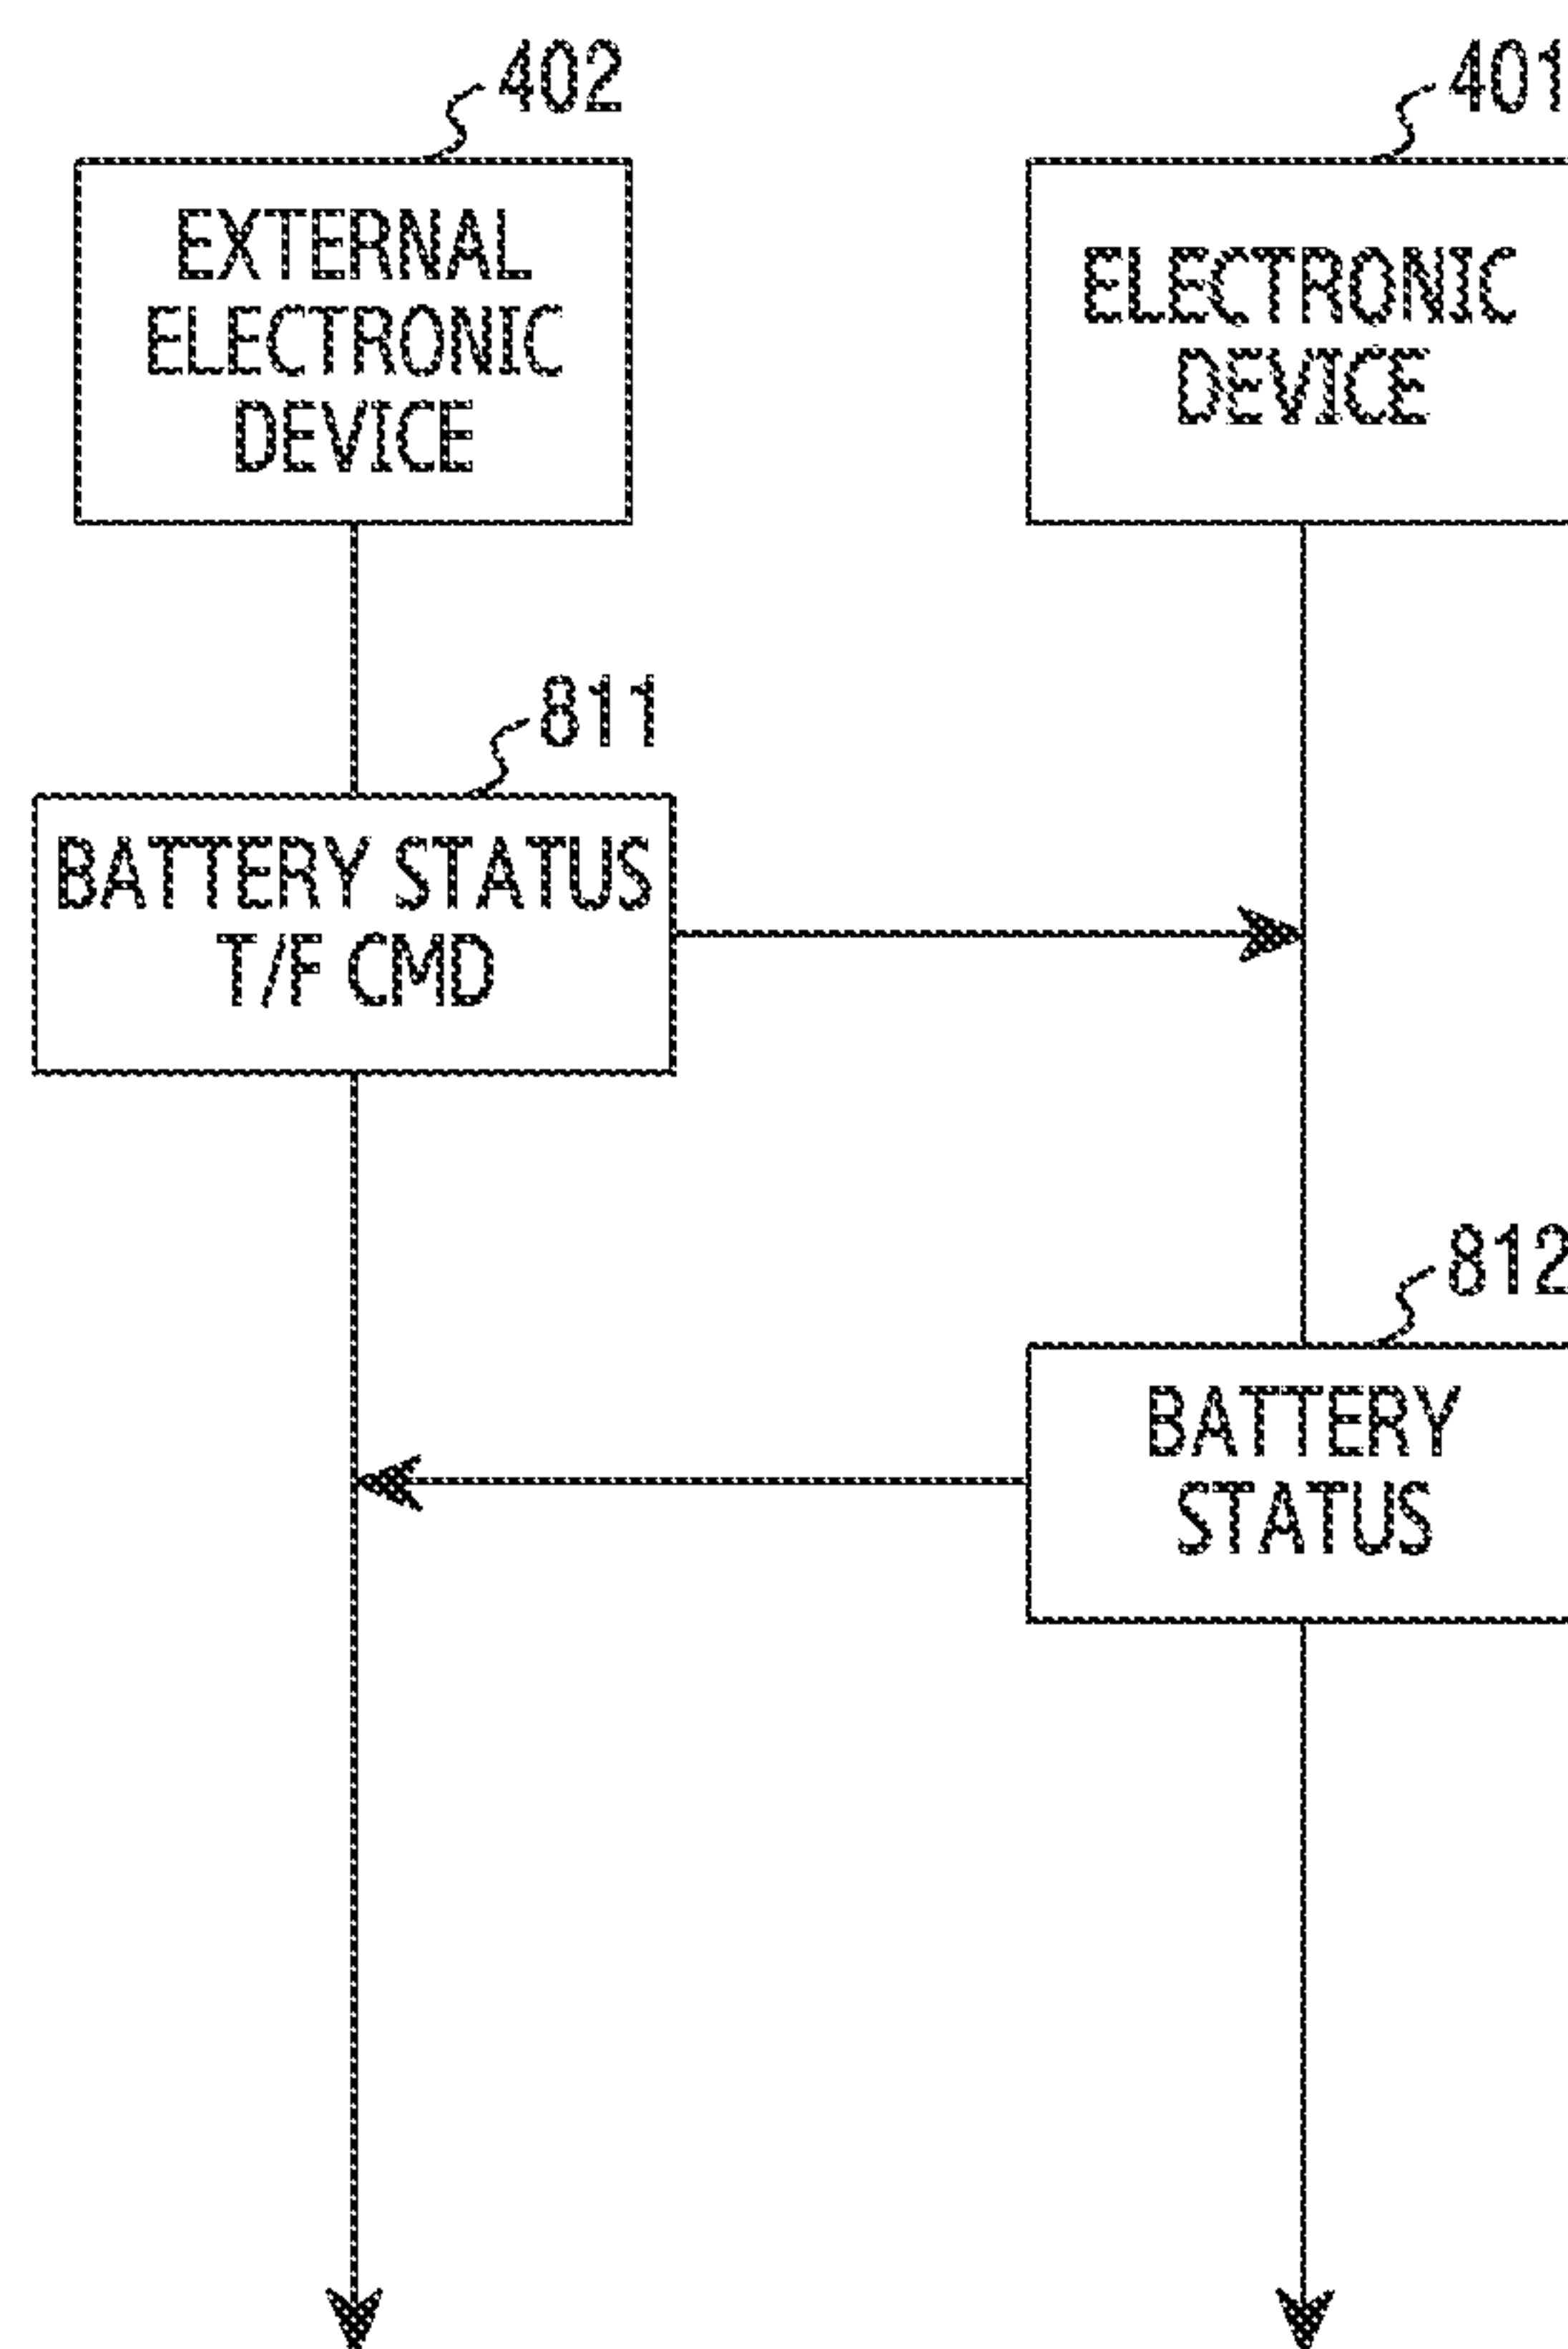 402
401
EXTERNAL
ELECTRONIC
DEVICE
ELECTRONIC
DEVICE
811
BATTERY STATUS
T/F CMD
812
BATTERY
STATUS